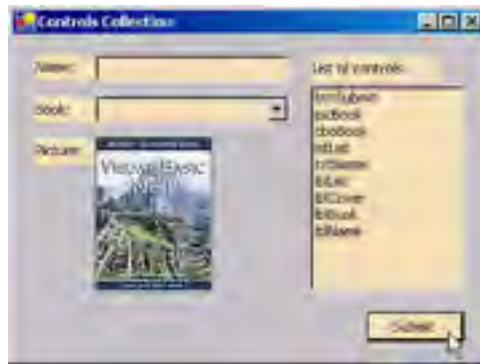 Controls Collection
Name:
List of controls:
btnSubmit
picBook
Book:
cboBook
lstList
txtName
Picture:
lblList
lblCover
lblBook
lblName
Visual Basic
.NET
Submit